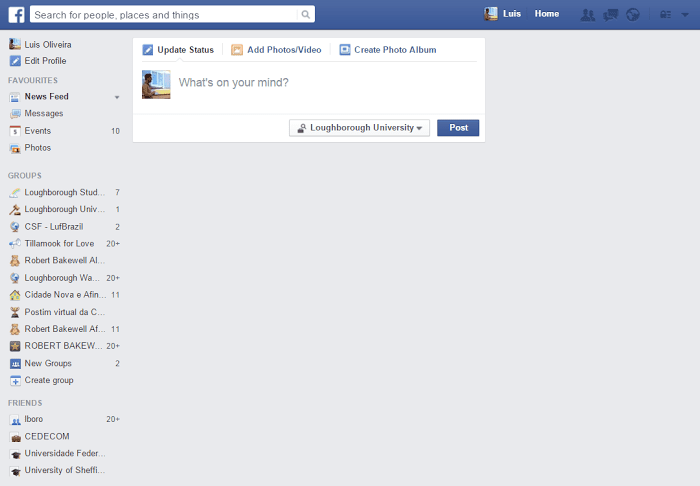 f Search for people, places and things Luis Home
Luis Oliveira
Edit Profile
FAVOURITES
News Feed
Messages
Events 10
Photos
GROUPS
Loughborough Stud... 7
Loughborough Univ... 1
CSF - LufBrazil 2
Tillamook for Love 20+
Robert Bakewell Al...
Loughborough Wa... 20+
Cidade Nova e Afin... 11
Postim virtual da C...
Robert Bakewell Af... 11
ROBERT BAKEW... 20+
New Groups 2
Create group
FRIENDS
lboro 20+
CEDECOM
Universidade Feder...
University of Sheffi...
Update Status Add Photos/Video Create Photo Album
What's on your mind?
Loughborough University Post